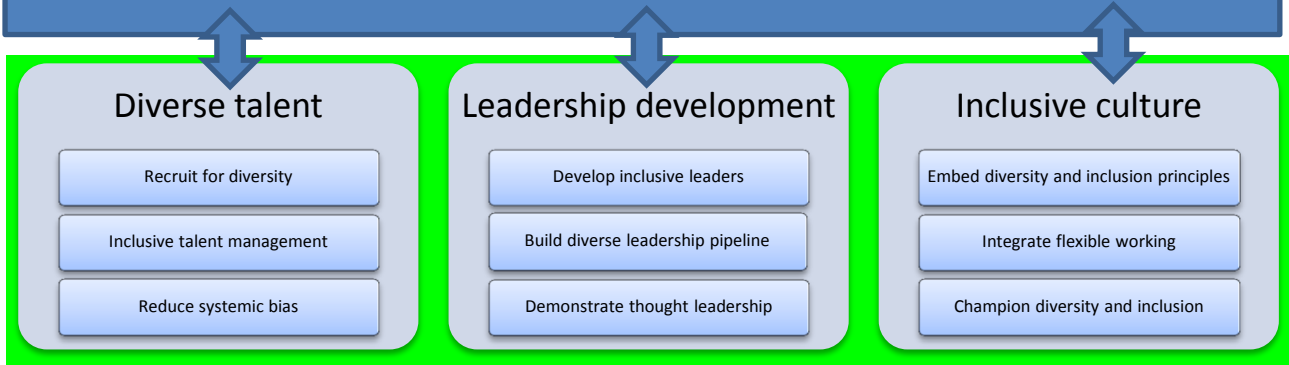 Diverse talent
Recruit for diversity
Inclusive talent management
Reduce systemic bias
Leadership development
Develop inclusive leaders
Build diverse leadership pipeline
Demonstrate thought leadership
Inclusive culture
Embed diversity and inclusion principles
Integrate flexible working
Champion diversity and inclusion